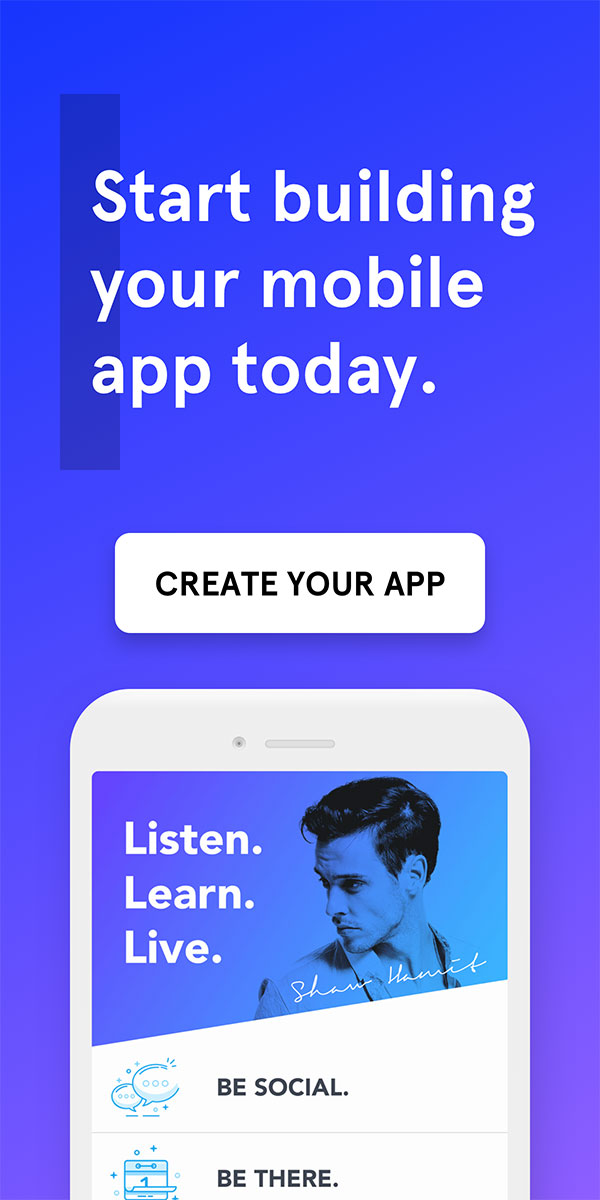 Start building
your mobile
app today.
CREATE YOUR APP
Listen.
Learn.
Live.
Shaw Hamit
BE SOCIAL.
BE THERE.
1